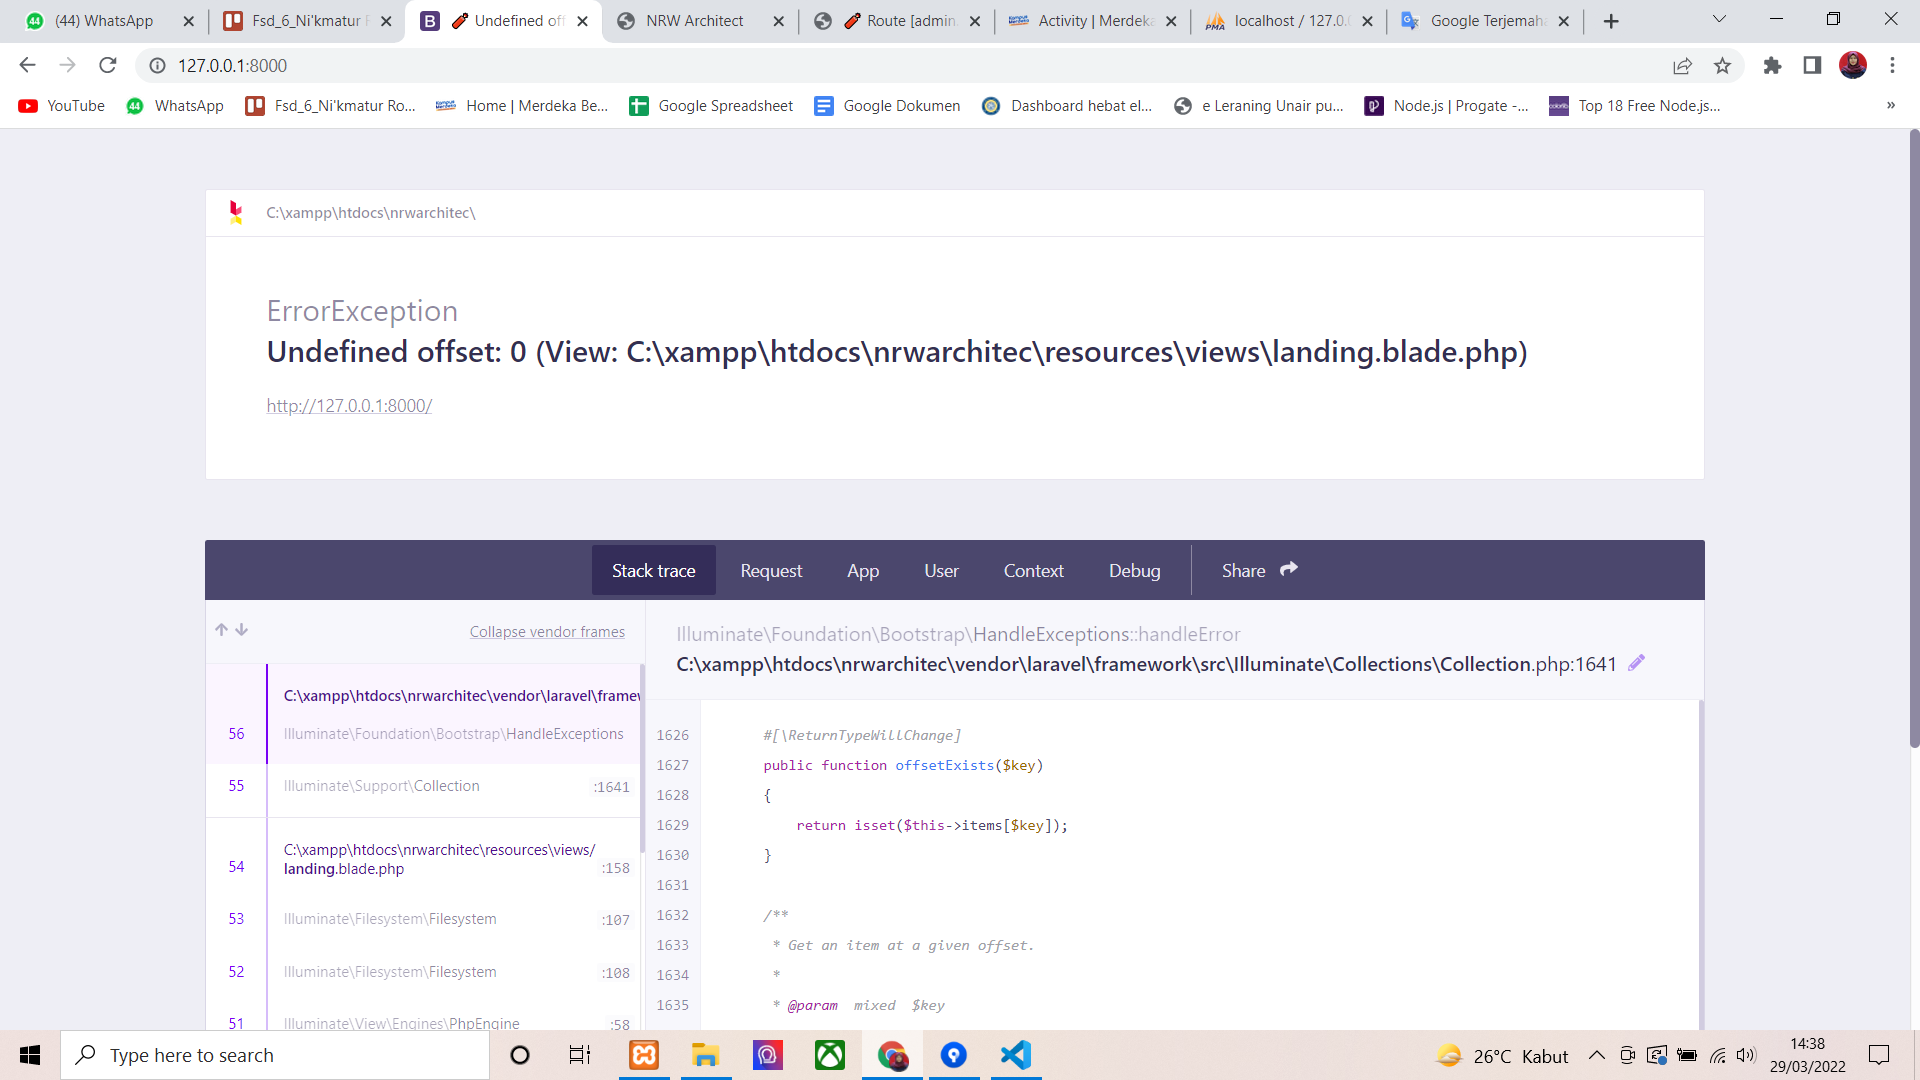 (44) WhatsApp
Fsd_6_Ni'kmatur
Undefined off
NRW Architect
Route [admin.
Activity | Merdeka
localhost / 127.0.0
Google Terjemah
127.0.0.1:8000
YouTube
WhatsApp
Fsd_6_Ni'kmatur Ro...
Home | Merdeka Be...
Google Spreadsheet
Google Dokumen
Dashboard hebat el...
e Leraning Unair pu...
Node.js | Progate -...
Top 18 Free Node.js...
»
C:\xampp\htdocs\nrwarchitec\
ErrorException
Undefined offset: 0 (View: C:\xampp\htdocs\nrwarchitec\resources\views\landing.blade.php)
http://127.0.0.1:8000/
Stack trace
Request
App
User
Context
Debug
Share
Collapse vendor frames
C:\xampp\htdocs\nrwarchitec\vendor\laravel\framew
56 Illuminate\Foundation\Bootstrap\HandleExceptions
55 Illuminate\Support\Collection :1641
C:\xampp\htdocs\nrwarchitec\resources\views/
54 landing.blade.php :158
53 Illuminate\Filesystem\Filesystem :107
52 Illuminate\Filesystem\Filesystem :108
51 Illuminate\View\Engines\PhpEngine :58
Illuminate\Foundation\Bootstrap\HandleExceptions::handleError
C:\xampp\htdocs\nrwarchitec\vendor\laravel\framework\src\Illuminate\Collections\Collection.php:1641
1626 #[\ReturnTypeWillChange]
1627 public function offsetExists($key)
1628 {
1629 return isset($this->items[$key]);
1630 }
1631
1632 /**
1633 * Get an item at a given offset.
1634 *
1635 * @param mixed $key
Type here to search
26°C Kabut
14:38
29/03/2022